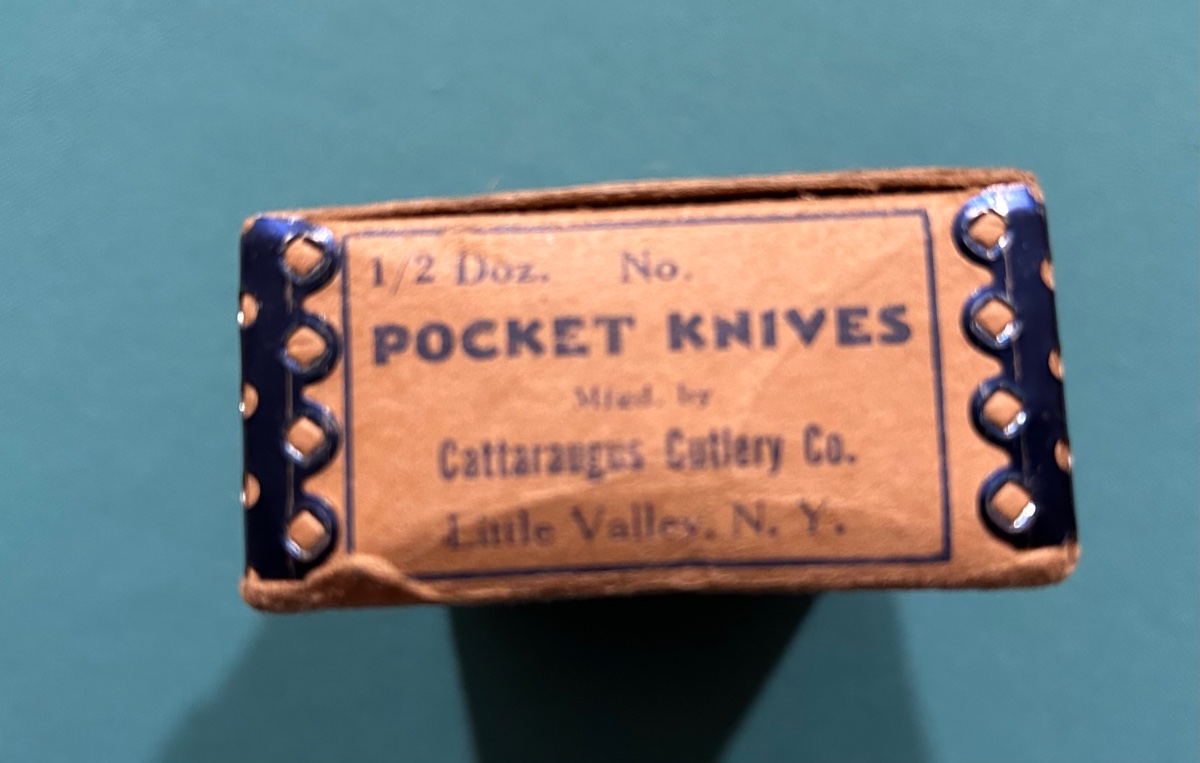 1/2 Doz. No.
POCKET KNIVES
Mfgd. by
Cattaraugus Cutlery Co.
Little Valley, N. Y.